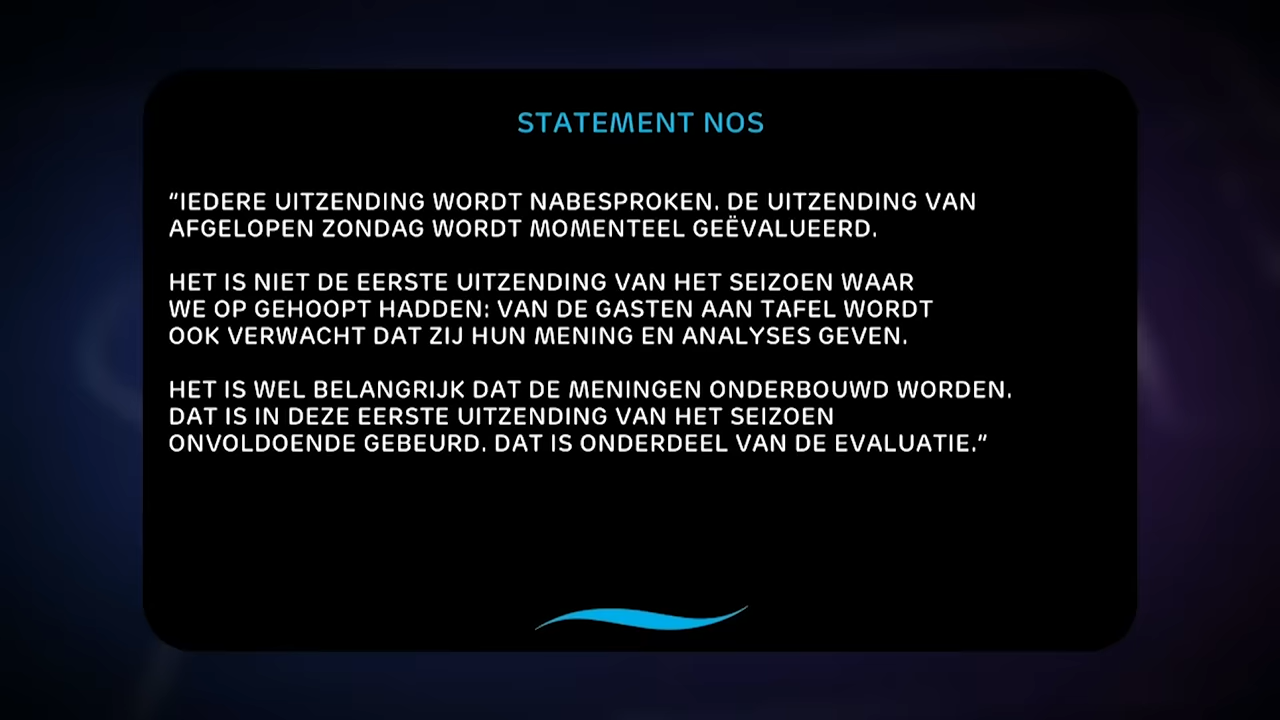 STATEMENT NOS
“IEDERE UITZENDING WORDT NABESPROKEN. DE UITZENDING VAN
AFGELOPEN ZONDAG WORDT MOMENTEEL GEËVALUEERD.
HET IS NIET DE EERSTE UITZENDING VAN HET SEIZOEN WAAR
WE OP GEHOOPT HADDEN: VAN DE GASTEN AAN TAFEL WORDT
OOK VERWACHT DAT ZIJ HUN MENING EN ANALYSES GEVEN.
HET IS WEL BELANGRIJK DAT DE MENINGEN ONDERBOUWD WORDEN.
DAT IS IN DEZE EERSTE UITZENDING VAN HET SEIZOEN
ONVOLDOENDE GEBEURD. DAT IS ONDERDEEL VAN DE EVALUATIE.”